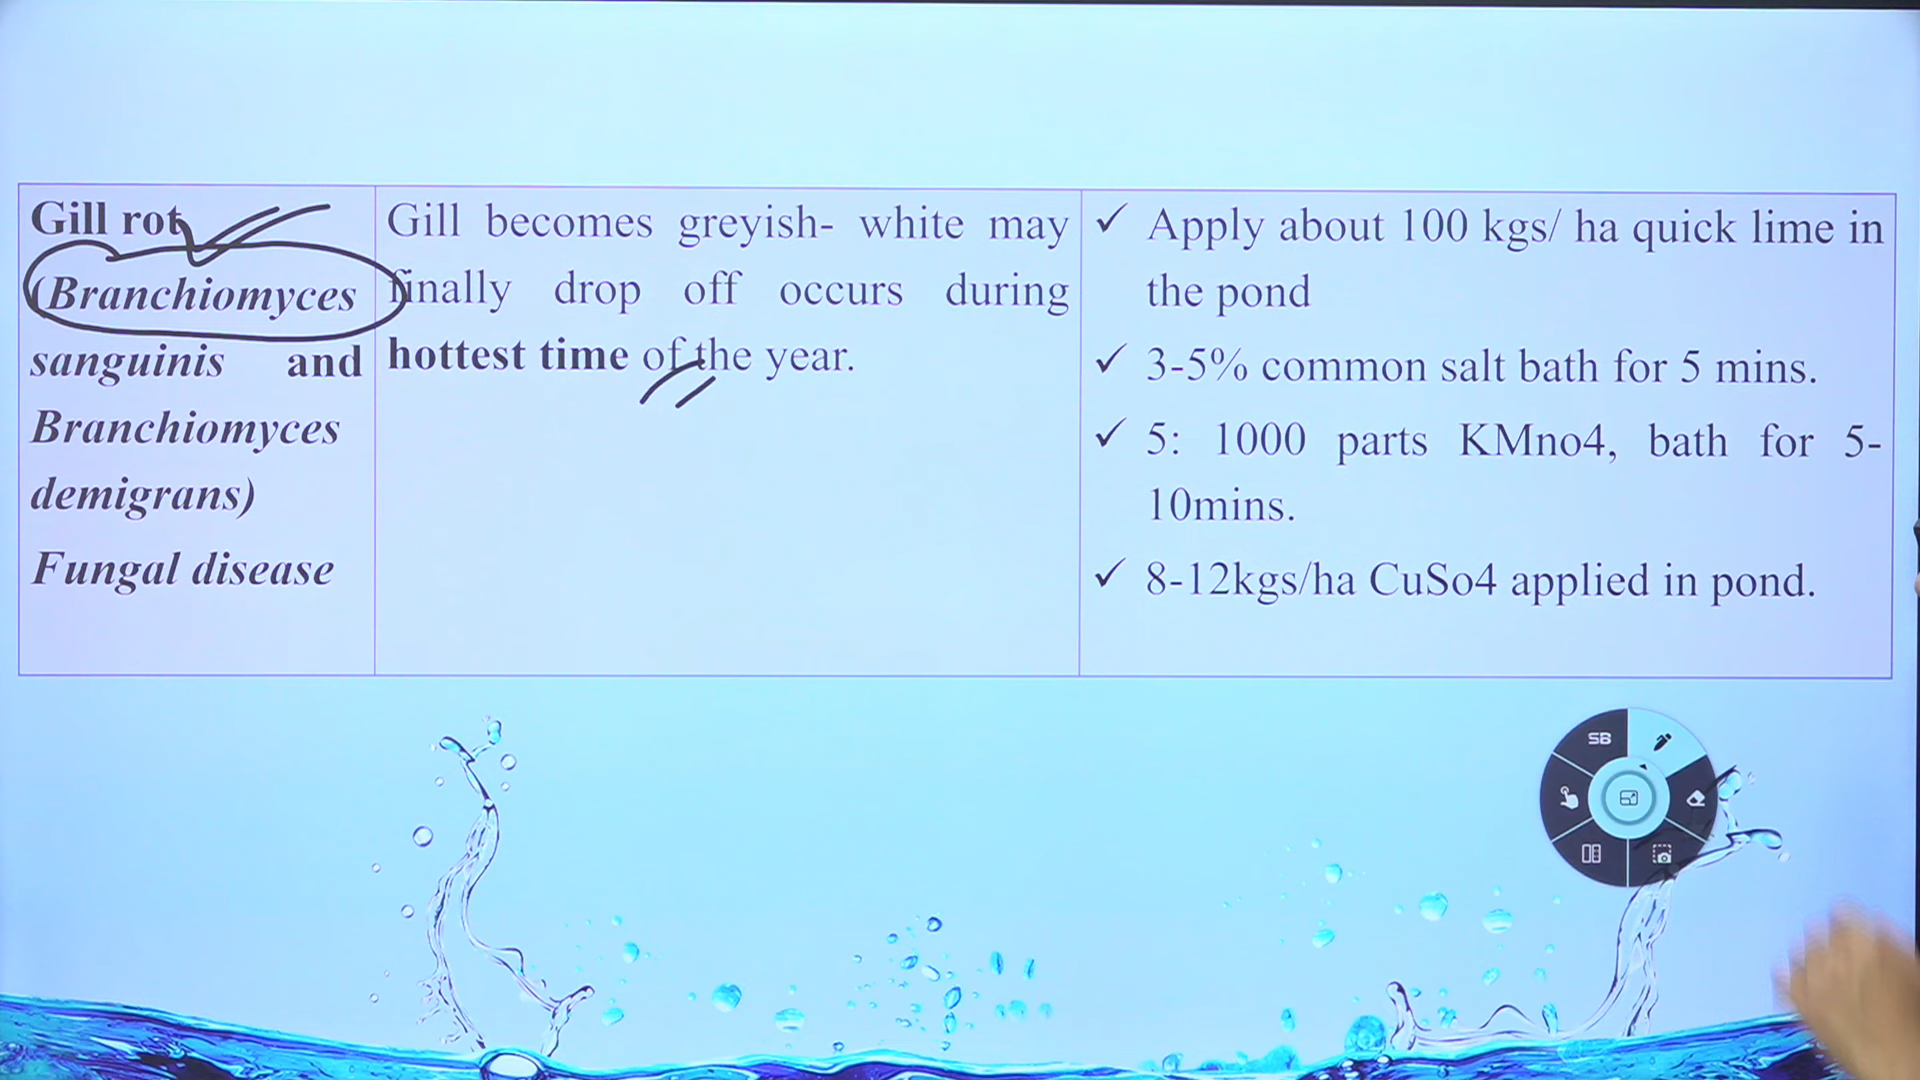 Gill rot
(Branchiomyces
sanguinis and
Branchiomyces
demigrans)
Fungal disease
Gill becomes greyish- white may
finally drop off occurs during
hottest time of the year.
✓ Apply about 100 kgs/ ha quick lime in
the pond
✓ 3-5% common salt bath for 5 mins.
✓ 5: 1000 parts KMno4, bath for 5-
10mins.
✓ 8-12kgs/ha CuSo4 applied in pond.
SB